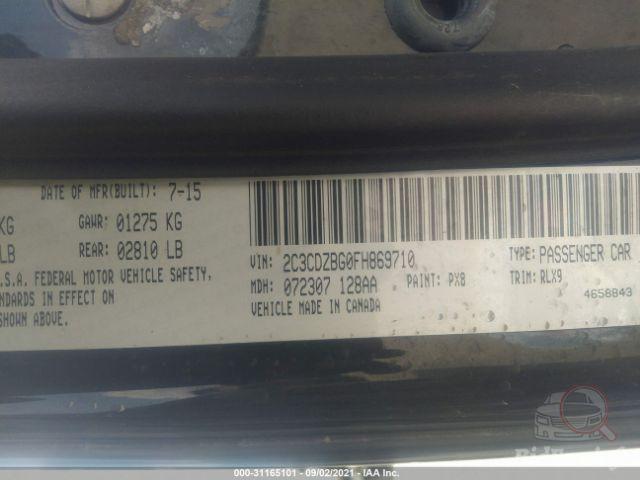 DATE OF MFR(BUILT): 7-15
KG GAWR: 01275 KG
LB REAR: 02810 LB
.S.A. FEDERAL MOTOR VEHICLE SAFETY,
ANDARDS IN EFFECT ON
SHOWN ABOVE.
VIN: 2C3CDZBG0FH869710 TYPE: PASSENGER CAR
MDH: 072307 128AA PAINT: PX8 TRIM: RLX9
VEHICLE MADE IN CANADA 4658843
000-31165101 - 09/02/2021 - IAA Inc.